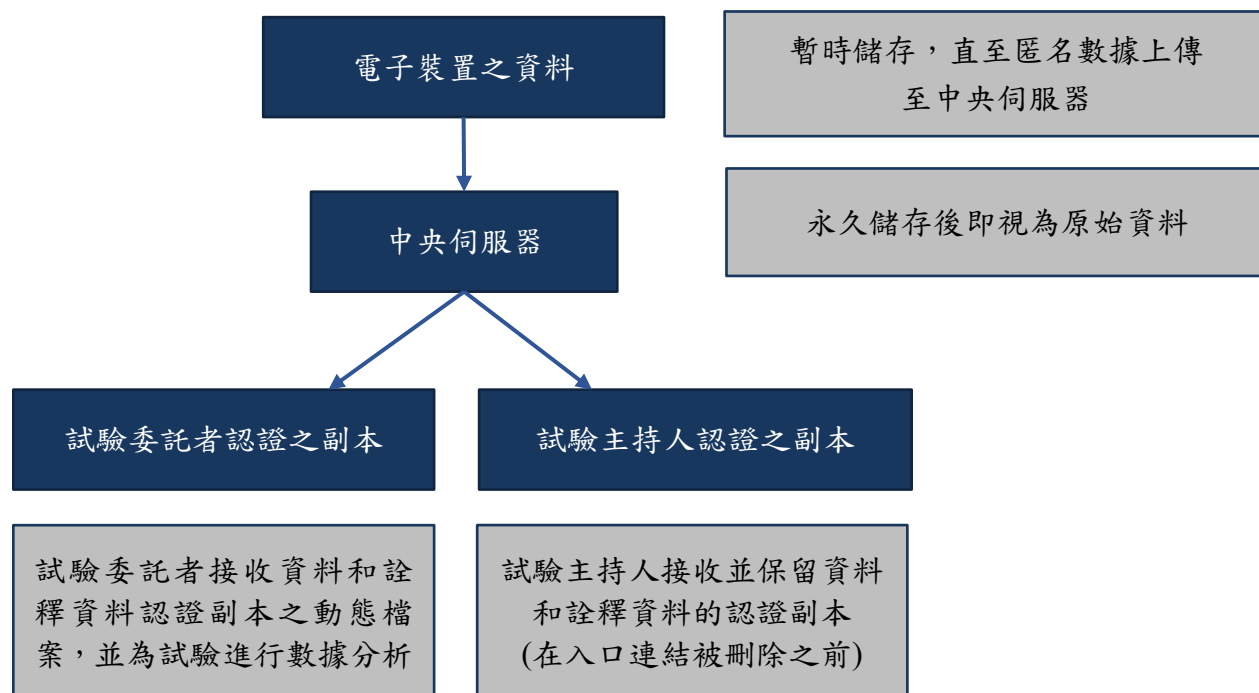 電子裝置之資料
暫時儲存，直至匿名數據上傳
至中央伺服器
中央伺服器
永久儲存後即視為原始資料
試驗委託者認證之副本
試驗主持人認證之副本
試驗委託者接收資料和詮
釋資料認證副本之動態檔
案，並為試驗進行數據分析
試驗主持人接收並保留資料
和詮釋資料的認證副本
(在入口連結被刪除之前)